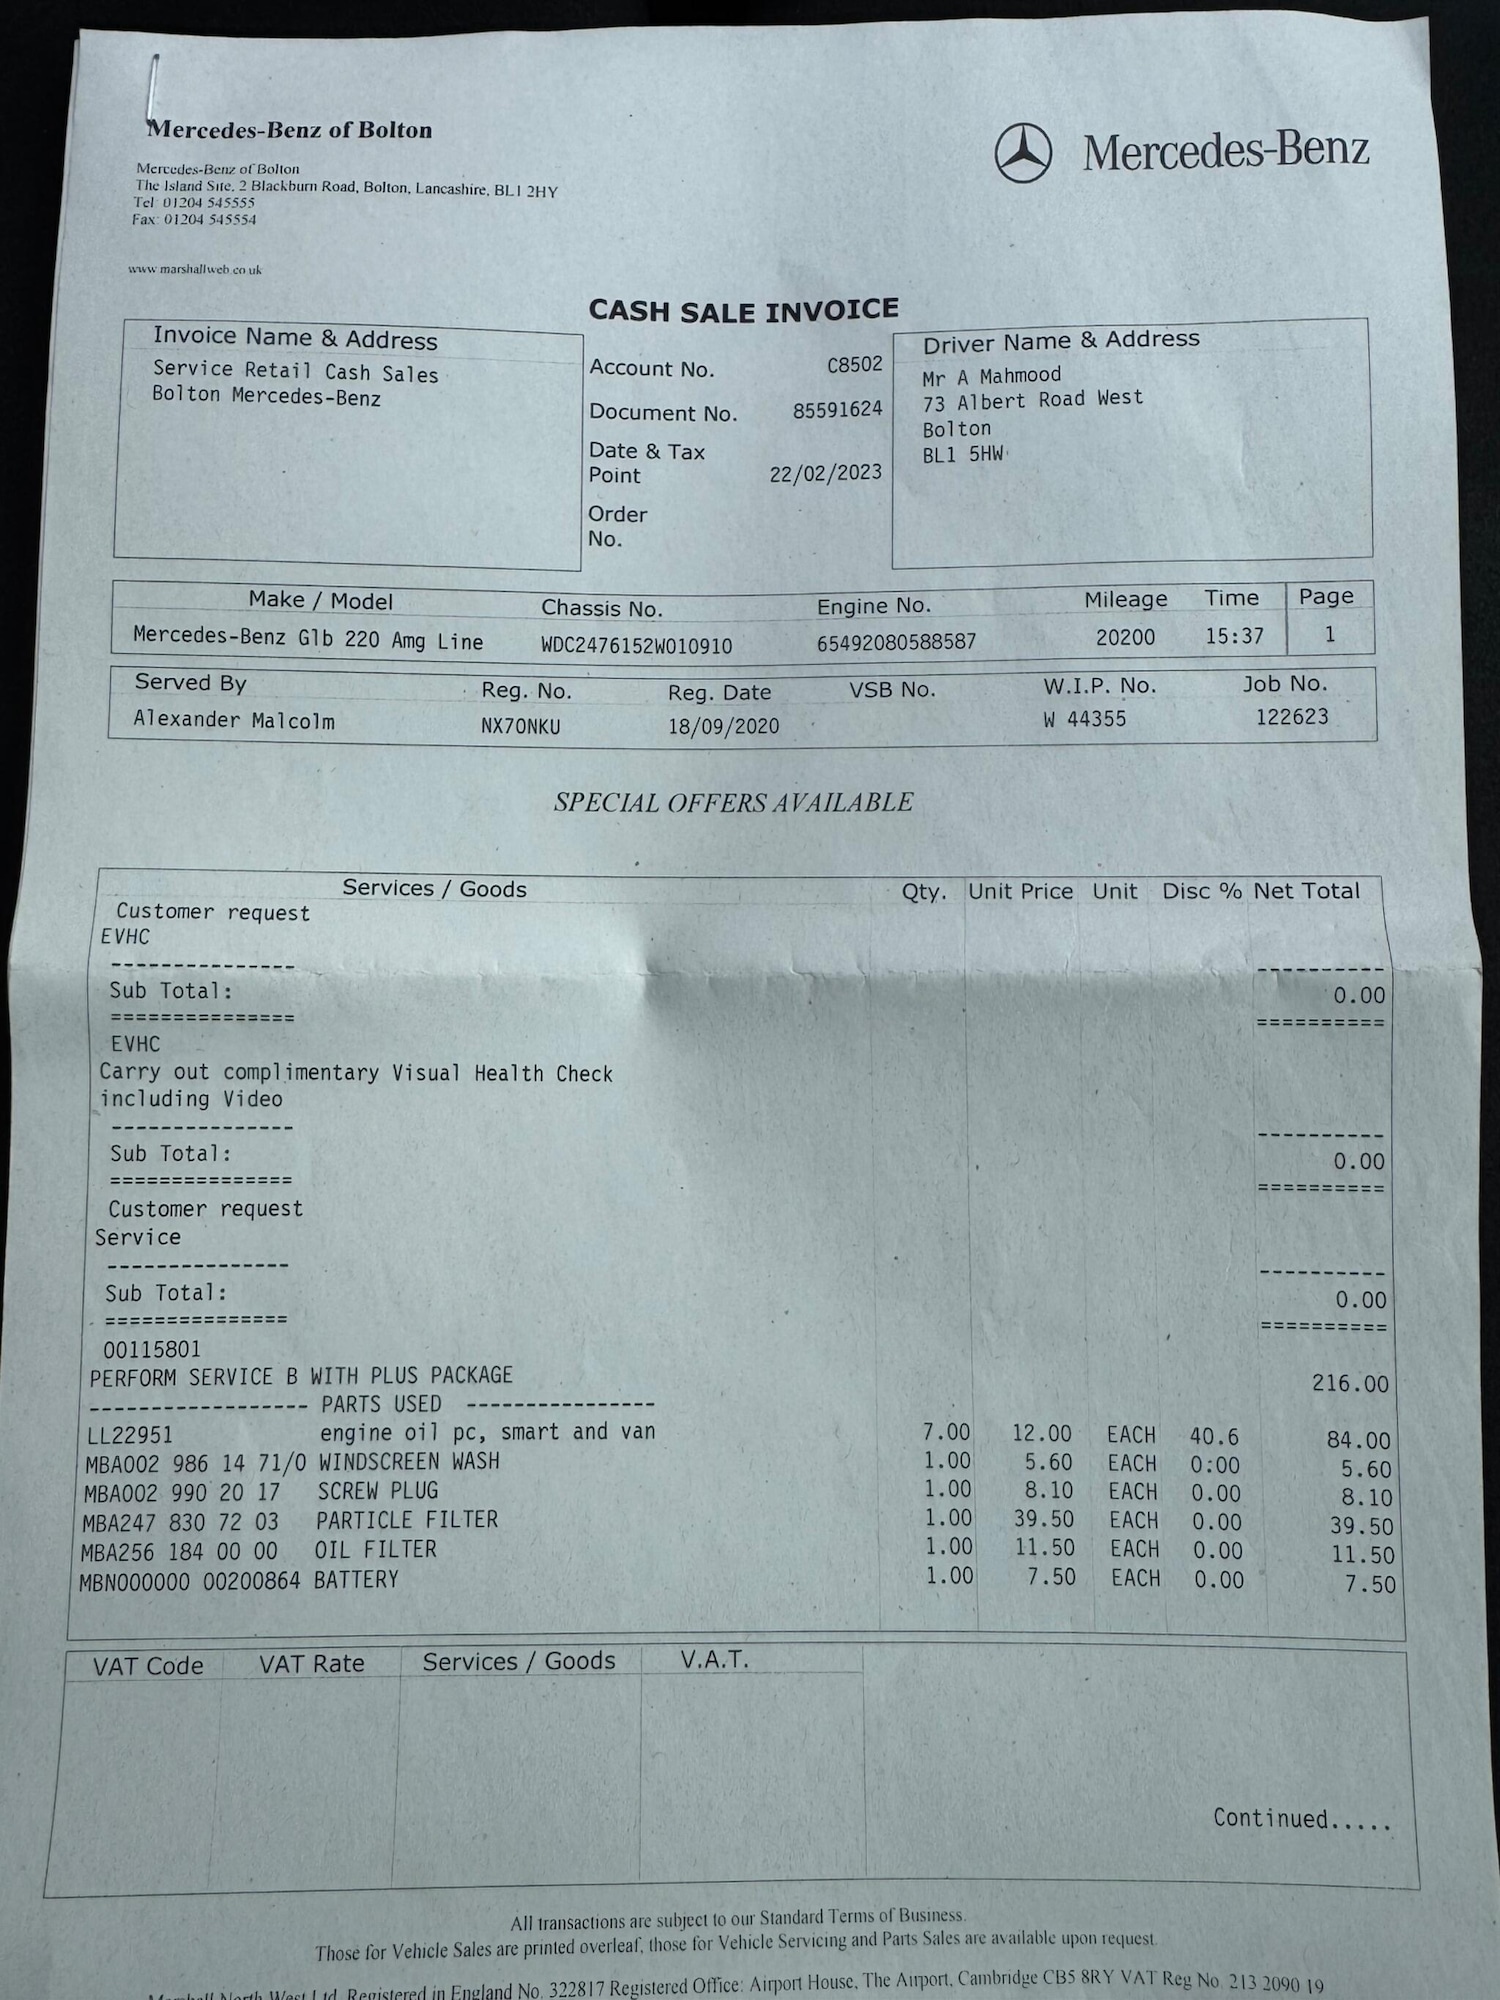 Mercedes-Benz of Bolton
Mercedes-Benz
Mercedes-Benz of Bolton
The Island Site, 2 Blackburn Road, Bolton, Lancashire, BL1 2HY
Tel: 01204 545555
Fax: 01204 545554
www.marshallweb.co.uk
CASH SALE INVOICE
Invoice Name & Address
Service Retail Cash Sales
Bolton Mercedes-Benz
Account No. C8502
Document No. 85591624
Date & Tax
Point 22/02/2023
Order
No.
Driver Name & Address
Mr A Mahmood
73 Albert Road West
Bolton
BL1 5HW
Make / Model Chassis No. Engine No. Mileage Time Page
Mercedes-Benz Glb 220 Amg Line WDC2476152W010910 65492080588587 20200 15:37 1
Served By Reg. No. Reg. Date VSB No. W.I.P. No. Job No.
Alexander Malcolm NX70NKU 18/09/2020 W 44355 122623
SPECIAL OFFERS AVAILABLE
Services / Goods Qty. Unit Price Unit Disc % Net Total
Customer request
EVHC
--------------- ----------
Sub Total: 0.00
=============== ==========
EVHC
Carry out complimentary Visual Health Check
including Video
--------------- ----------
Sub Total: 0.00
=============== ==========
Customer request
Service
--------------- ----------
Sub Total: 0.00
=============== ==========
00115801
PERFORM SERVICE B WITH PLUS PACKAGE 216.00
------------------ PARTS USED ----------------
LL22951 engine oil pc, smart and van 7.00 12.00 EACH 40.6 84.00
MBA002 986 14 71/0 WINDSCREEN WASH 1.00 5.60 EACH 0:00 5.60
MBA002 990 20 17 SCREW PLUG 1.00 8.10 EACH 0.00 8.10
MBA247 830 72 03 PARTICLE FILTER 1.00 39.50 EACH 0.00 39.50
MBA256 184 00 00 OIL FILTER 1.00 11.50 EACH 0.00 11.50
MBN000000 00200864 BATTERY 1.00 7.50 EACH 0.00 7.50
VAT Code VAT Rate Services / Goods V.A.T.
Continued.....
All transactions are subject to our Standard Terms of Business.
Those for Vehicle Sales are printed overleaf, those for Vehicle Servicing and Parts Sales are available upon request.
Marshall North West Ltd. Registered in England No. 322817 Registered Office: Airport House, The Airport, Cambridge CB5 8RY VAT Reg No. 213 2090 19